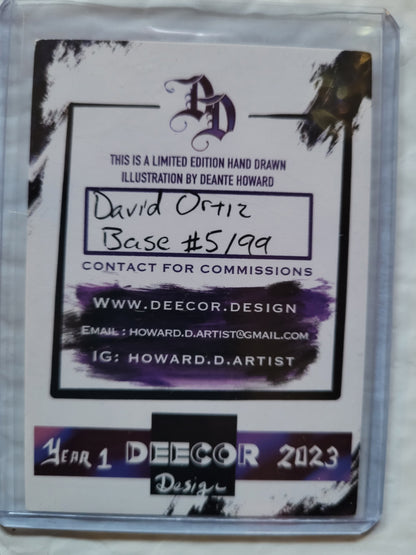 DD
THIS IS A LIMITED EDITION HAND DRAWN
ILLUSTRATION BY DEANTE HOWARD
David Ortiz
Base #5/99
CONTACT FOR COMMISSIONS
WWW.DEECOR.DESIGN
EMAIL : HOWARD.D.ARTIST@GMAIL.COM
IG: HOWARD.D.ARTIST
YEAR 1 DEECOR 2023
Design